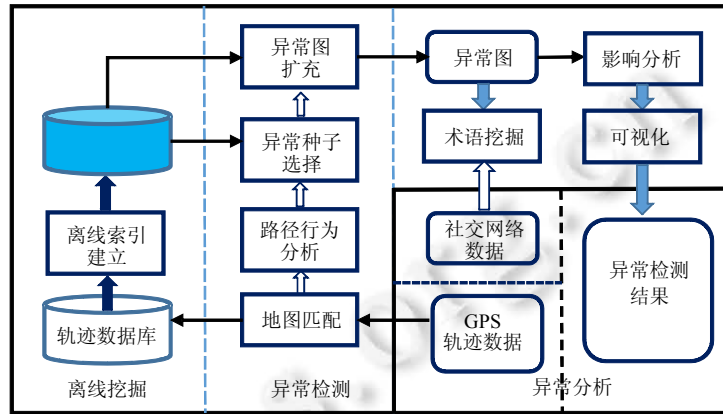 异常图
扩充
异常图
影响分析
异常种子
选择
术语挖掘
可视化
离线索引
建立
路径行为
分析
社交网络
数据
异常检测
结果
轨迹数据库
地图匹配
GPS
轨迹数据
离线挖掘
异常检测
异常分析